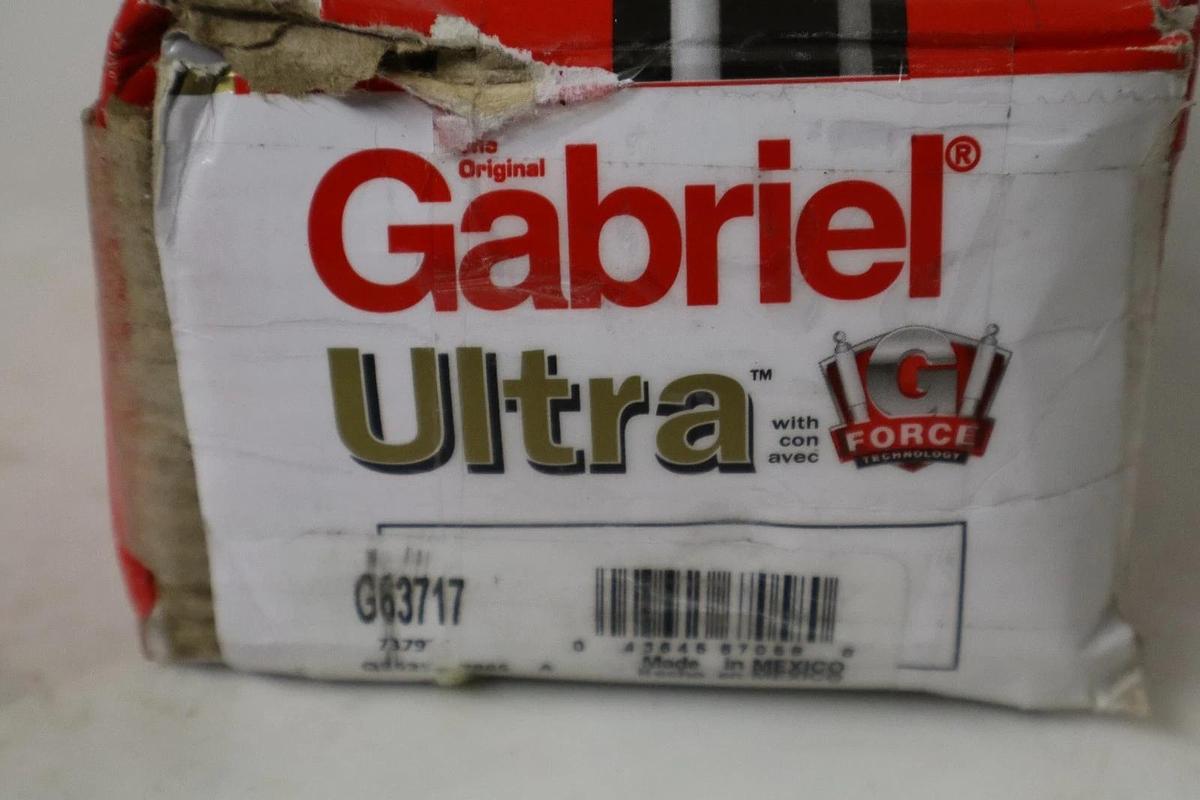 Original
Gabriel®
Ultra™
with
con
avec
G
FORCE
TECHNOLOGY
G63717
Made in MEXICO